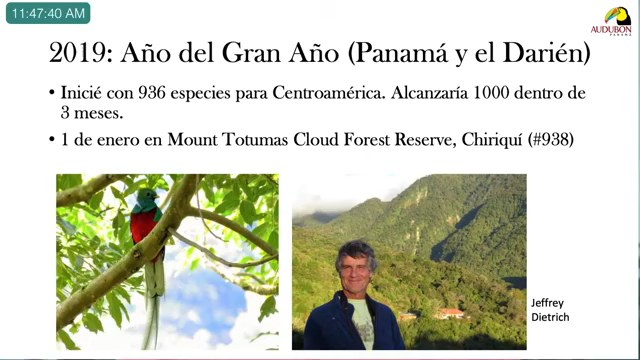 11:47:40 AM
AUDUBON
PANAMÁ
2019: Año del Gran Año (Panamá y el Darién)
• Inicié con 936 especies para Centroamérica. Alcanzaría 1000 dentro de
3 meses.
• 1 de enero en Mount Totumas Cloud Forest Reserve, Chiriquí (#938)
Jeffrey
Dietrich